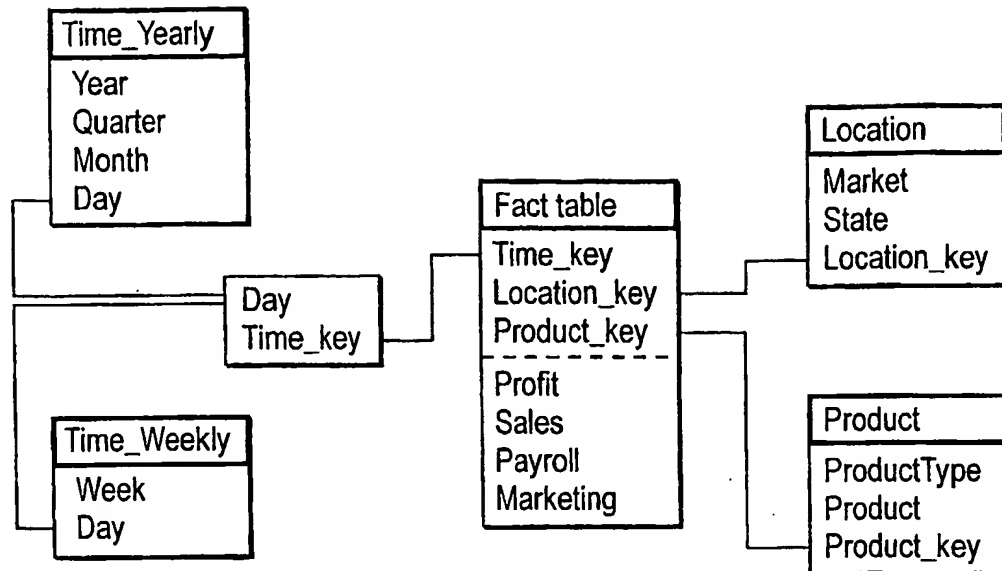 Time_Yearly
Year
Quarter
Month
Day
Day
Time_key
Time_Weekly
Week
Day
Fact table
Time_key
Location_key
Product_key
Profit
Sales
Payroll
Marketing
Location
Market
State
Location_key
Product
ProductType
Product
Product_key